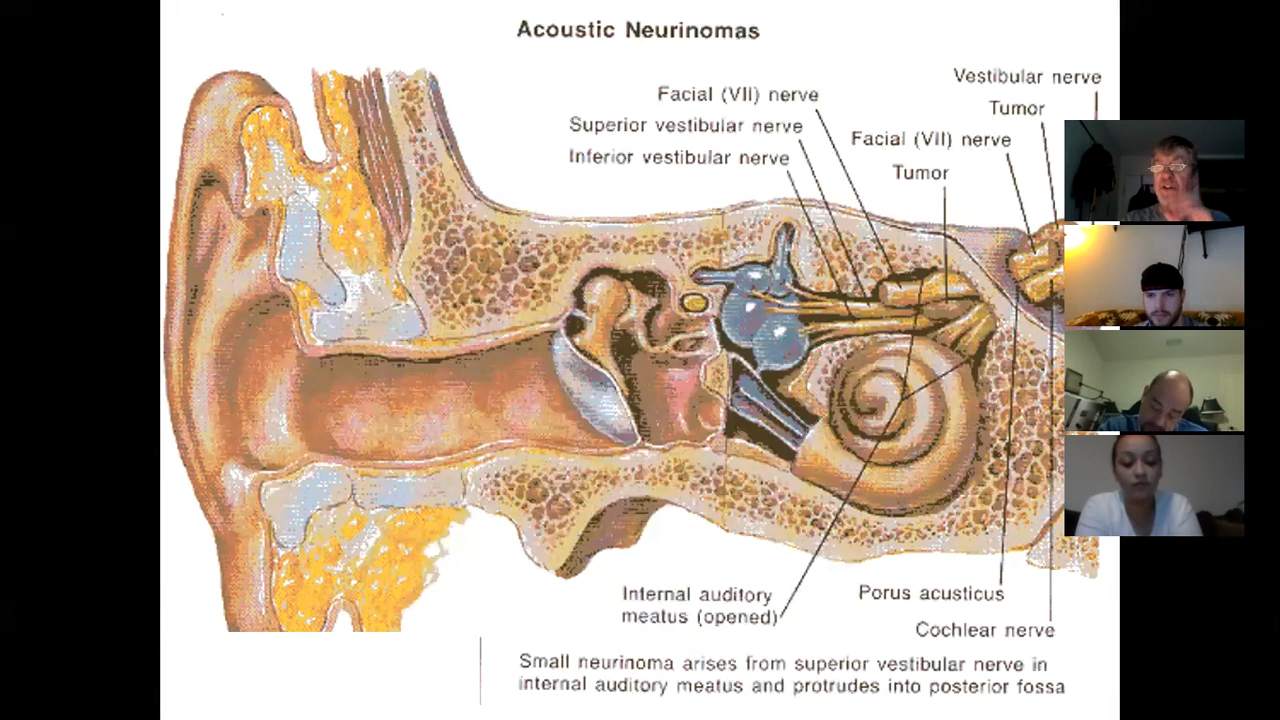 Acoustic Neurinomas
Vestibular nerve
Facial (VII) nerve
Tumor
Superior vestibular nerve
Facial (VII) nerve
Inferior vestibular nerve
Tumor
Internal auditory
meatus (opened)
Porus acusticus
Cochlear nerve
Small neurinoma arises from superior vestibular nerve in
internal auditory meatus and protrudes into posterior fossa